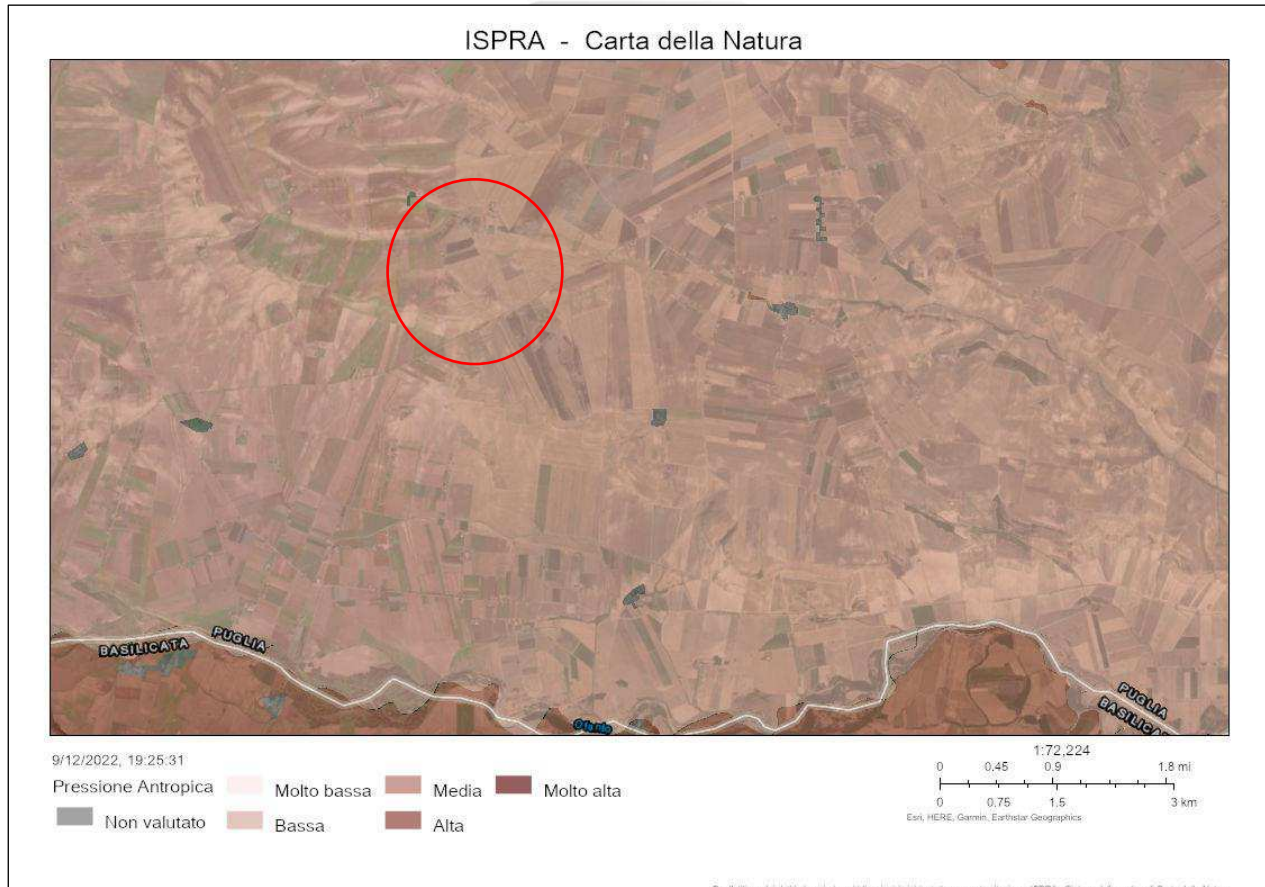 ISPRA - Carta della Natura
BASILICATA
PUGLIA
Ofanto
PUGLIA
BASILICAT
9/12/2022, 19:25:31
Pressione Antropica
Non valutato
Molto bassa
Bassa
Media
Alta
Molto alta
1:72,224
0 0.45 0.9 1.8 mi
0 0.75 1.5 3 km
Esri, HERE, Garmin, Earthstar Geographics